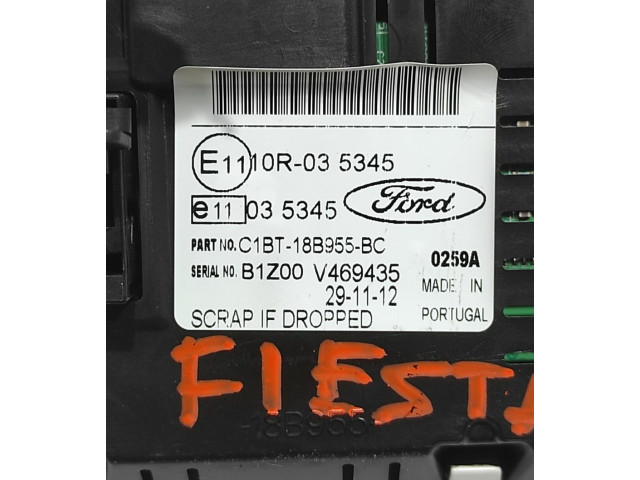 E11 10R-03 5345
e11 03 5345 Ford
PART NO. C1BT-18B955-BC 0259A
SERIAL NO. B1Z00 V469435 MADE IN
29-11-12 PORTUGAL
SCRAP IF DROPPED
FIESTA
-18B955-